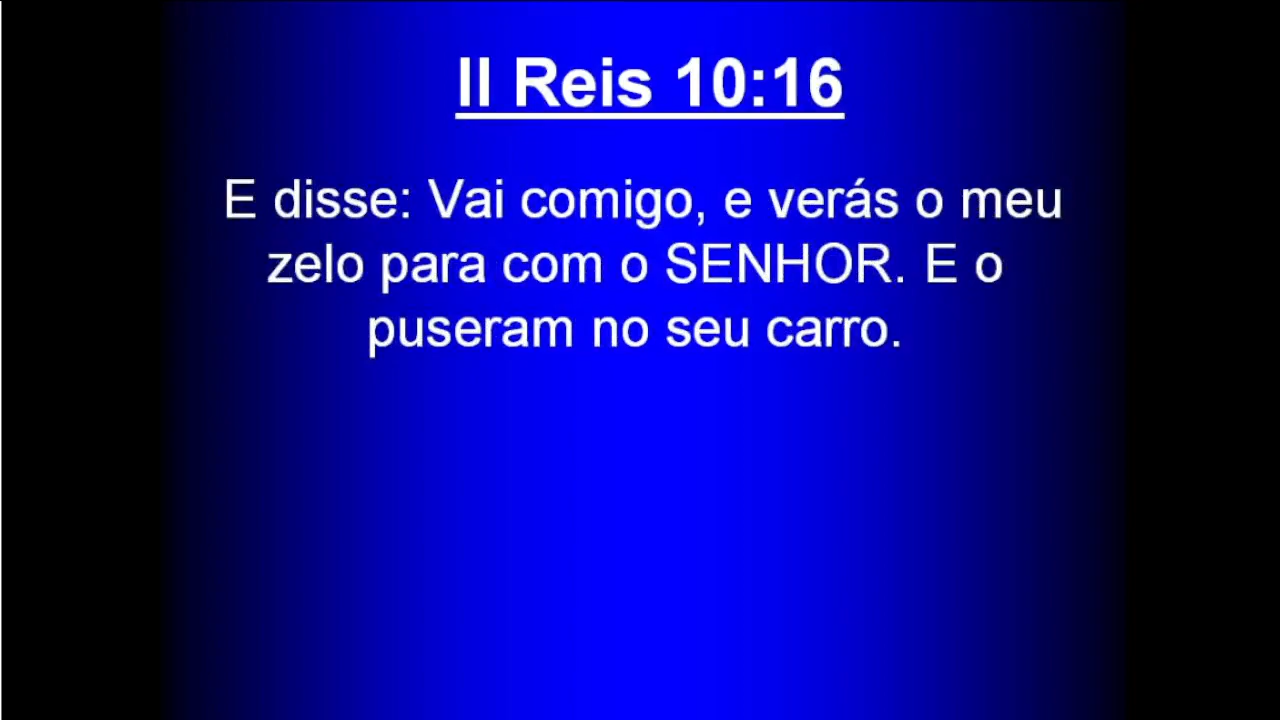 II Reis 10:16
E disse: Vai comigo, e verás o meu
zelo para com o SENHOR. E o
puseram no seu carro.